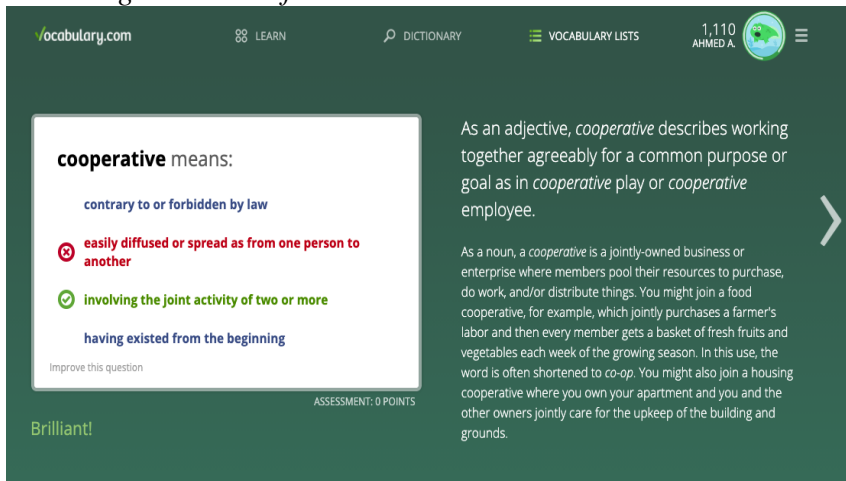 Vocabulary.com
LEARN
DICTIONARY
VOCABULARY LISTS
1,110
AHMED A.
cooperative means:
contrary to or forbidden by law
easily diffused or spread as from one person to
another
involving the joint activity of two or more
having existed from the beginning
Improve this question
ASSESSMENT: 0 POINTS
Brilliant!
As an adjective, cooperative describes working
together agreeably for a common purpose or
goal as in cooperative play or cooperative
employee.
As a noun, a cooperative is a jointly-owned business or
enterprise where members pool their resources to purchase,
do work, and/or distribute things. You might join a food
cooperative, for example, which jointly purchases a farmer's
labor and then every member gets a basket of fresh fruits and
vegetables each week of the growing season. In this use, the
word is often shortened to co-op. You might also join a housing
cooperative where you own your apartment and you and the
other owners jointly care for the upkeep of the building and
grounds.